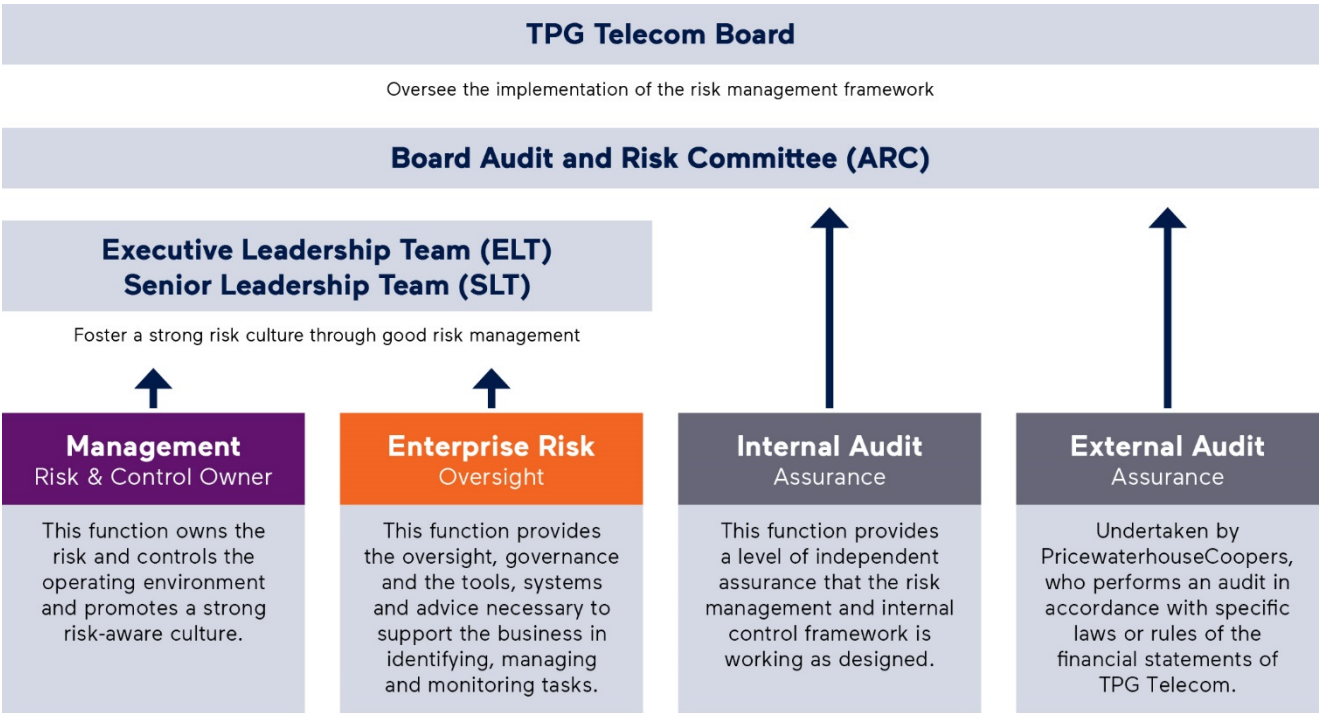 TPG Telecom Board
Oversee the implementation of the risk management framework
Board Audit and Risk Committee (ARC)
Executive Leadership Team (ELT)
Senior Leadership Team (SLT)
Foster a strong risk culture through good risk management
Management
Risk & Control Owner
This function owns the
risk and controls the
operating environment
and promotes a strong
risk-aware culture.
Enterprise Risk
Oversight
This function provides
the oversight, governance
and the tools, systems
and advice necessary to
support the business in
identifying, managing
and monitoring tasks.
Internal Audit
Assurance
This function provides
a level of independent
assurance that the risk
management and internal
control framework is
working as designed.
External Audit
Assurance
Undertaken by
PricewaterhouseCoopers,
who performs an audit in
accordance with specific
laws or rules of the
financial statements of
TPG Telecom.